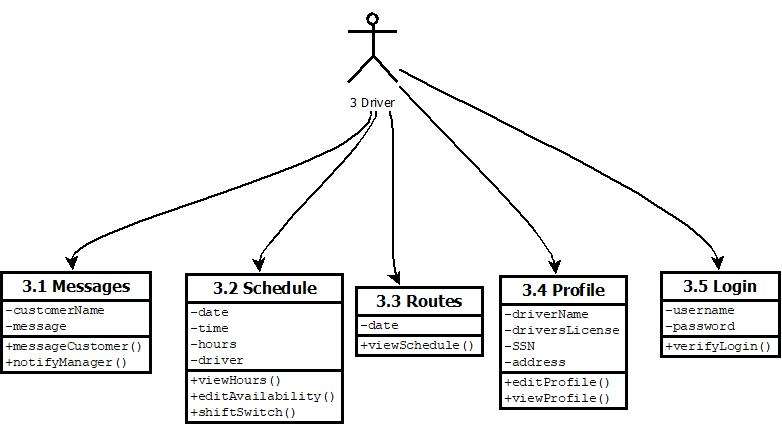 3 Driver
3.1 Messages
-customerName
-message
+messageCustomer()
+notifyManager()
3.2 Schedule
-date
-time
-hours
-driver
+viewHours()
+editAvailability()
+shiftSwitch()
3.3 Routes
-date
+viewSchedule()
3.4 Profile
-driverName
-driversLicense
-SSN
-address
+editProfile()
+viewProfile()
3.5 Login
-username
-password
+verifyLogin()